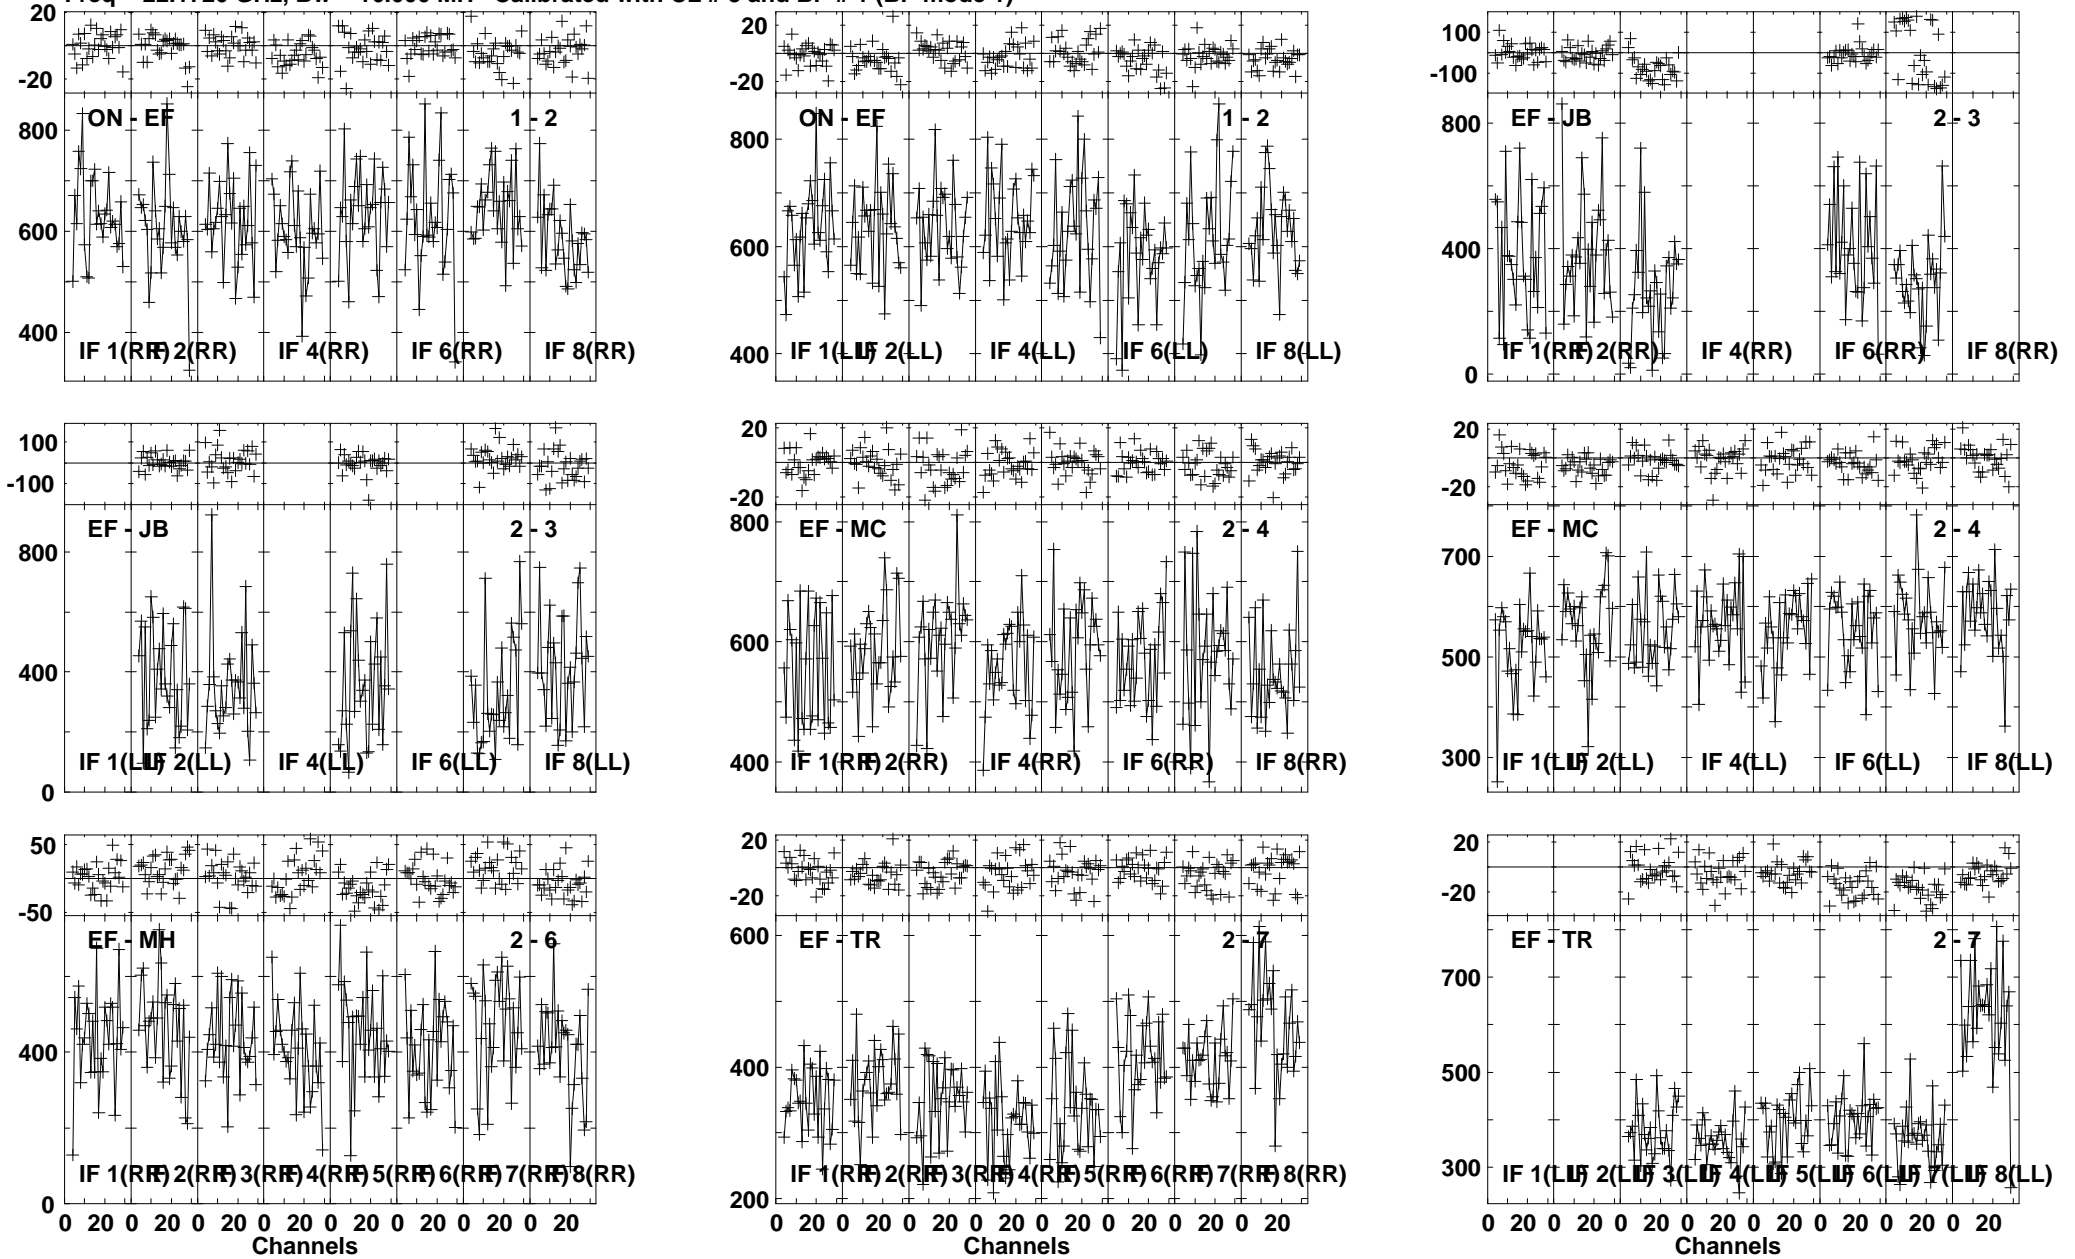 Calibrated with CL # and BP # (BP mode
20
-20
800
600
400
ON - EF 1 - 2
IF 1(RR) IF 2(RR) IF 4(RR) IF 6(RR) IF 8(RR)
20
-20
800
600
400
ON - EF 1 - 2
IF 1(LL) IF 2(LL) IF 4(LL) IF 6(LL) IF 8(LL)
100
-100
800
400
0
EF - JB 2 - 3
IF 1(RR) IF 2(RR) IF 4(RR) IF 6(RR) IF 8(RR)
100
-100
800
400
0
EF - JB 2 - 3
IF 1(LL) IF 2(LL) IF 4(LL) IF 6(LL) IF 8(LL)
20
-20
800
600
400
EF - MC 2 - 4
IF 1(RR) IF 2(RR) IF 4(RR) IF 6(RR) IF 8(RR)
20
-20
700
500
300
EF - MC 2 - 4
IF 1(LL) IF 2(LL) IF 4(LL) IF 6(LL) IF 8(LL)
50
-50
400
0
EF - MH 2 - 6
IF 1(RR) IF 2(RR) IF 3(RR) IF 4(RR) IF 5(RR) IF 6(RR) IF 7(RR) IF 8(RR)
0 20 0 20 0 20 0 20 0 20 0 20 0 20 0 20
Channels
20
-20
600
400
200
EF - TR 2 - 7
IF 1(RR) IF 2(RR) IF 3(RR) IF 4(RR) IF 5(RR) IF 6(RR) IF 7(RR) IF 8(RR)
0 20 0 20 0 20 0 20 0 20 0 20 0 20 0 20
Channels
20
-20
700
500
300
EF - TR 2 - 7
IF 1(LL) IF 2(LL) IF 3(LL) IF 4(LL) IF 5(LL) IF 6(LL) IF 7(LL) IF 8(LL)
0 20 0 20 0 20 0 20 0 20 0 20 0 20 0 20
Channels